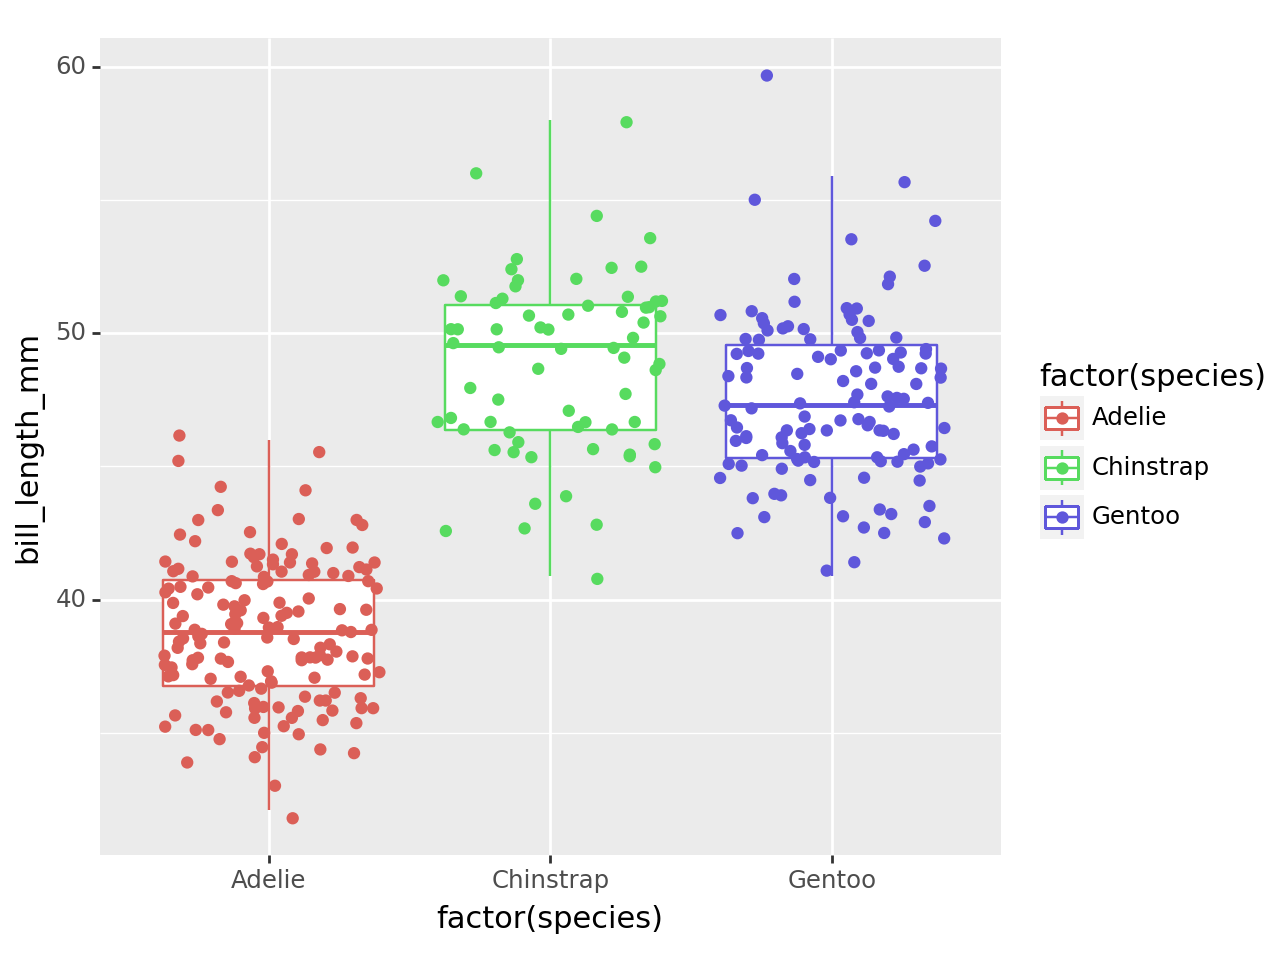 60
50
40
bill_length_mm
Adelie
Chinstrap
Gentoo
factor(species)
factor(species)
Adelie
Chinstrap
Gentoo